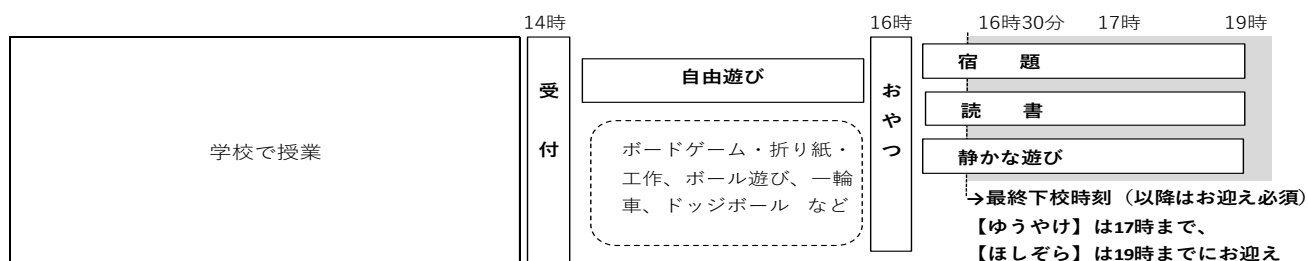 14時
16時
16時30分
17時
19時
学校で授業
受付
自由遊び
ボードゲーム・折り紙・
工作、ボール遊び、一輪
車、ドッジボール など
おやつ
宿 題
読 書
静かな遊び
→最終下校時刻（以降はお迎え必須）
【ゆうやけ】は17時まで、
【ほしぞら】は19時までにお迎え